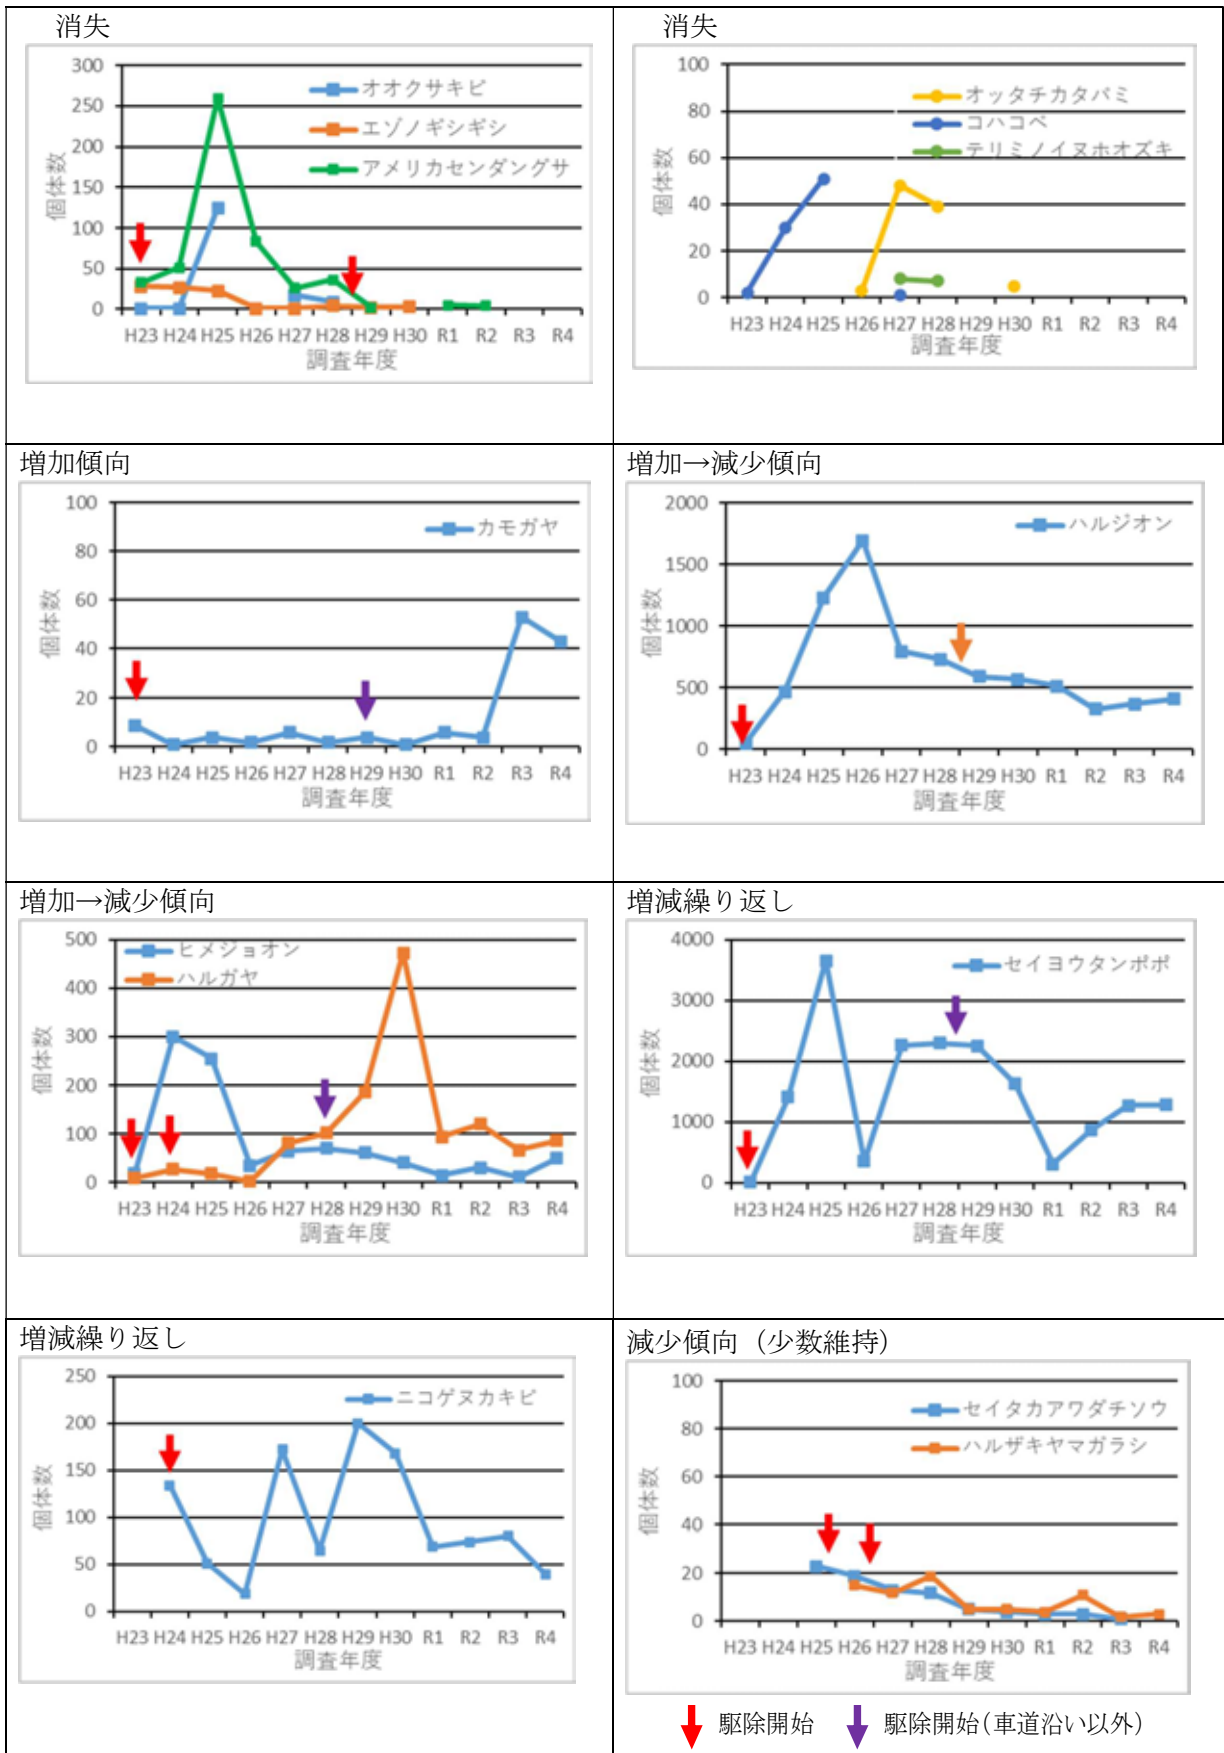 消失
300
250
200
150
100
50
0
個体数
オオクサキビ
エゾノギシギシ
アメリカセンダングサ
H23 H24 H25 H26 H27 H28 H29 H30 R1 R2 R3 R4
調査年度
消失
100
80
60
40
20
0
個体数
オッタチカタバミ
コハコベ
テリミノイヌホオズキ
H23 H24 H25 H26 H27 H28 H29 H30 R1 R2 R3 R4
調査年度
増加傾向
100
80
60
40
20
0
個体数
カモガヤ
H23 H24 H25 H26 H27 H28 H29 H30 R1 R2 R3 R4
調査年度
増加→減少傾向
2000
1500
1000
500
0
個体数
ハルジオン
H23 H24 H25 H26 H27 H28 H29 H30 R1 R2 R3 R4
調査年度
増加→減少傾向
500
400
300
200
100
0
個体数
ヒメジョオン
ハルガヤ
H23 H24 H25 H26 H27 H28 H29 H30 R1 R2 R3 R4
調査年度
増減繰り返し
4000
3000
2000
1000
0
個体数
セイヨウタンポポ
H23 H24 H25 H26 H27 H28 H29 H30 R1 R2 R3 R4
調査年度
増減繰り返し
250
200
150
100
50
0
個体数
ニコゲヌカキビ
H23 H24 H25 H26 H27 H28 H29 H30 R1 R2 R3 R4
調査年度
減少傾向（少数維持）
100
80
60
40
20
0
個体数
セイタカアワダチソウ
ハルザキヤマガラシ
H23 H24 H25 H26 H27 H28 H29 H30 R1 R2 R3 R4
調査年度
駆除開始
駆除開始（車道沿い以外）